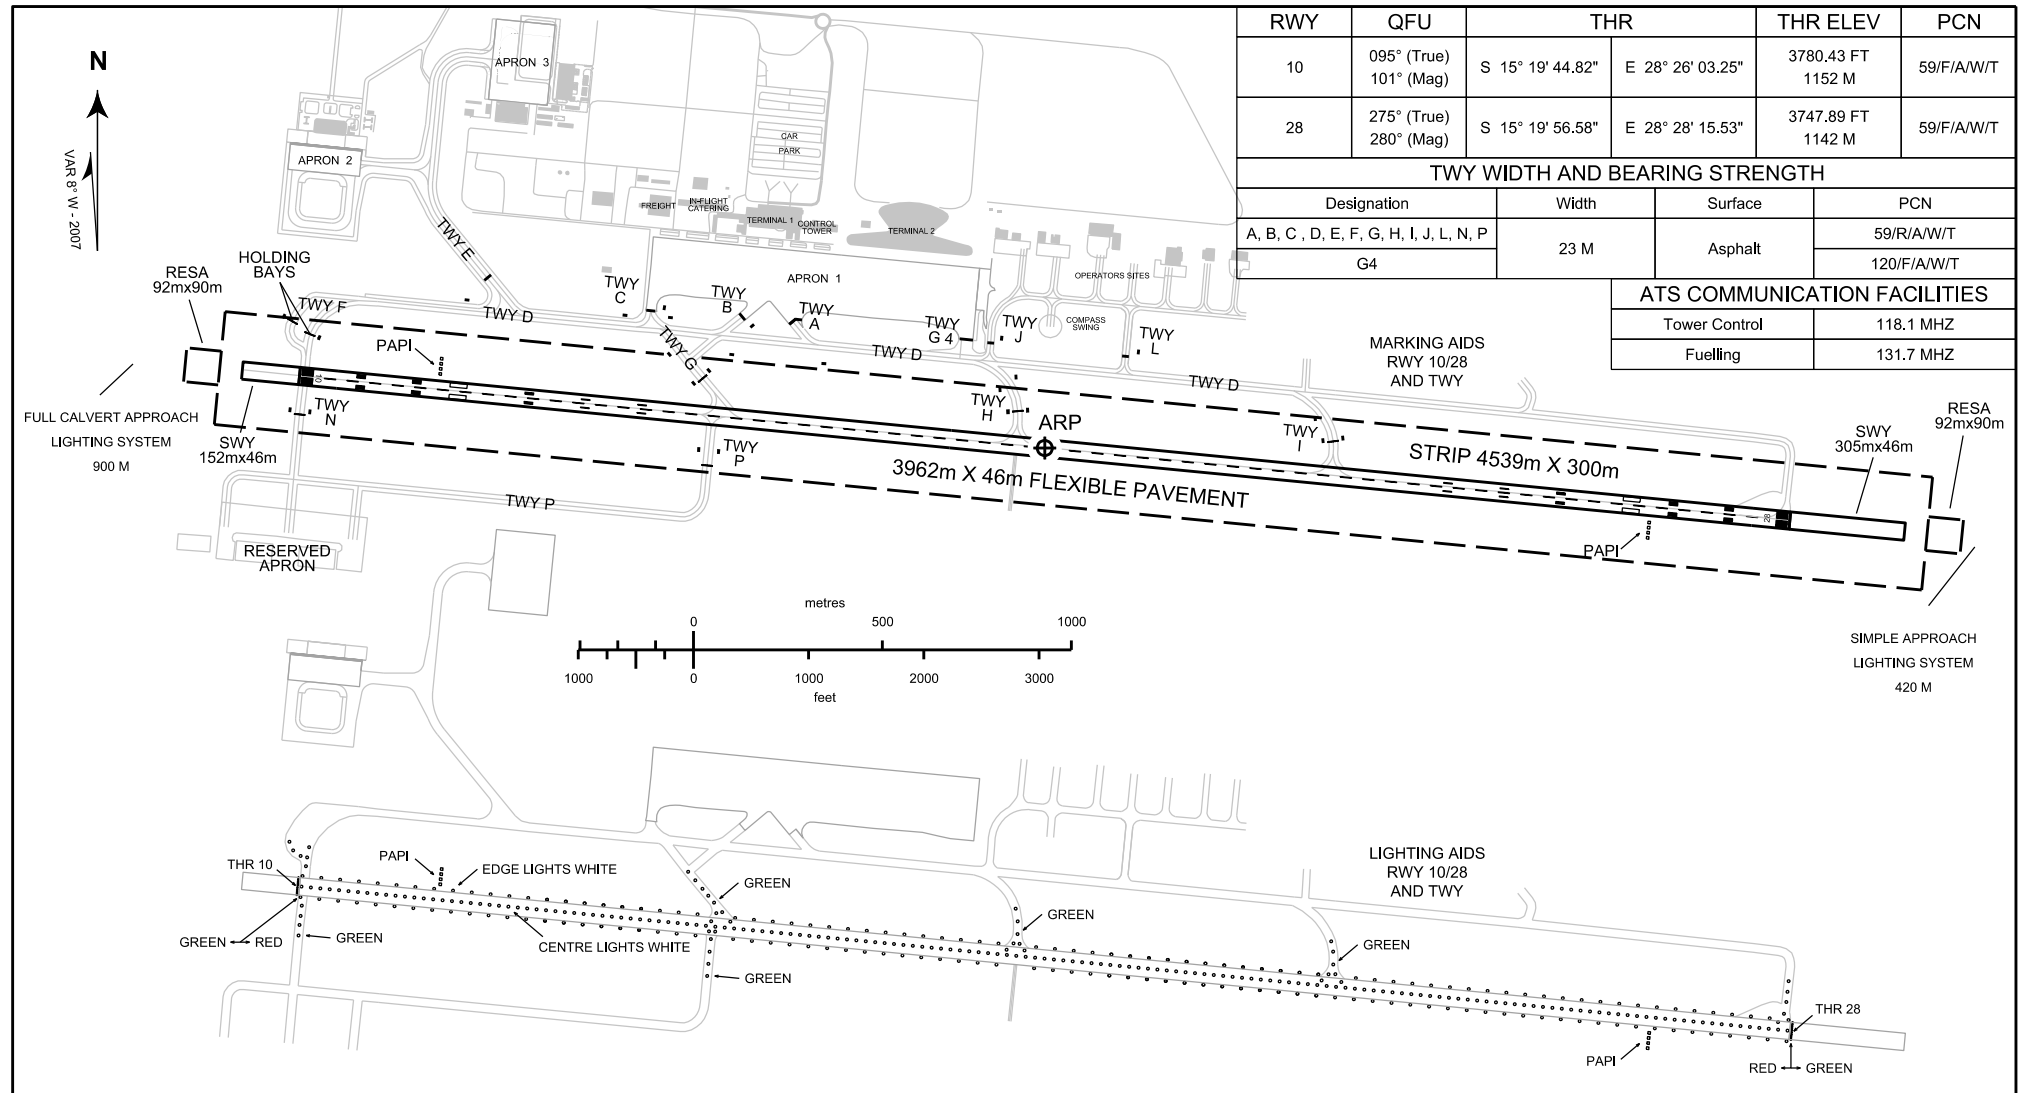 RWY QFU THR THR ELEV PCN
10 095° (True) 101° (Mag) S 15° 19' 44.82" E 28° 26' 03.25" 3780.43 FT 1152 M 59/F/A/W/T
28 275° (True) 280° (Mag) S 15° 19' 56.58" E 28° 28' 15.53" 3747.89 FT 1142 M 59/F/A/W/T
TWY WIDTH AND BEARING STRENGTH
Designation Width Surface PCN
A, B, C , D, E, F, G, H, I, J, L, N, P 23 M Asphalt 59/R/A/W/T
G4 120/F/A/W/T
ATS COMMUNICATION FACILITIES
Tower Control 118.1 MHZ
Fuelling 131.7 MHZ
N
VAR 8° W - 2007
APRON 3
APRON 2
CAR
PARK
FREIGHT
IN-FLIGHT
CATERING
TERMINAL 1
CONTROL
TOWER
TERMINAL 2
TWY E
HOLDING
BAYS
RESA
92mx90m
TWY F
TWY D
TWY
C
TWY
B
TWY
A
APRON 1
OPERATORS SITES
COMPASS
SWING
TWY
G 4
TWY
J
TWY
L
PAPI
TWY G
TWY D
TWY D
MARKING AIDS
RWY 10/28
AND TWY
10
FULL CALVERT APPROACH
LIGHTING SYSTEM
900 M
SWY
152mx46m
TWY
N
TWY
P
TWY
H
ARP
TWY
I
STRIP 4539m X 300m
3962m X 46m FLEXIBLE PAVEMENT
SWY
305mx46m
RESA
92mx90m
28
PAPI
TWY P
RESERVED
APRON
SIMPLE APPROACH
LIGHTING SYSTEM
420 M
metres
0 500 1000
1000 0 1000 2000 3000
feet
LIGHTING AIDS
RWY 10/28
AND TWY
THR 10
PAPI
EDGE LIGHTS WHITE
GREEN
GREEN
GREEN
GREEN RED
GREEN
CENTRE LIGHTS WHITE
GREEN
THR 28
PAPI
RED GREEN